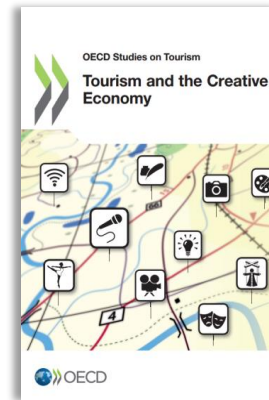 OECD Studies on Tourism
Tourism and the Creative
Economy
66
4
OECD